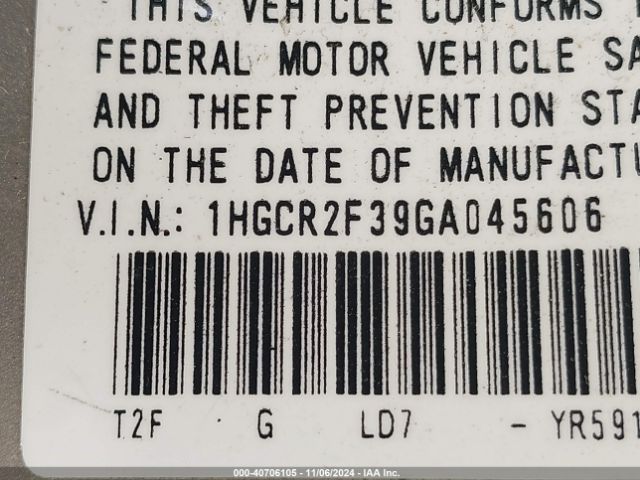 THIS VEHICLE CONFORMS
FEDERAL MOTOR VEHICLE SA
AND THEFT PREVENTION STA
ON THE DATE OF MANUFACTU
V.I.N.: 1HGCR2F39GA045606
T2F G LD7 - YR591
000-40706105 - 11/06/2024 - IAA Inc.